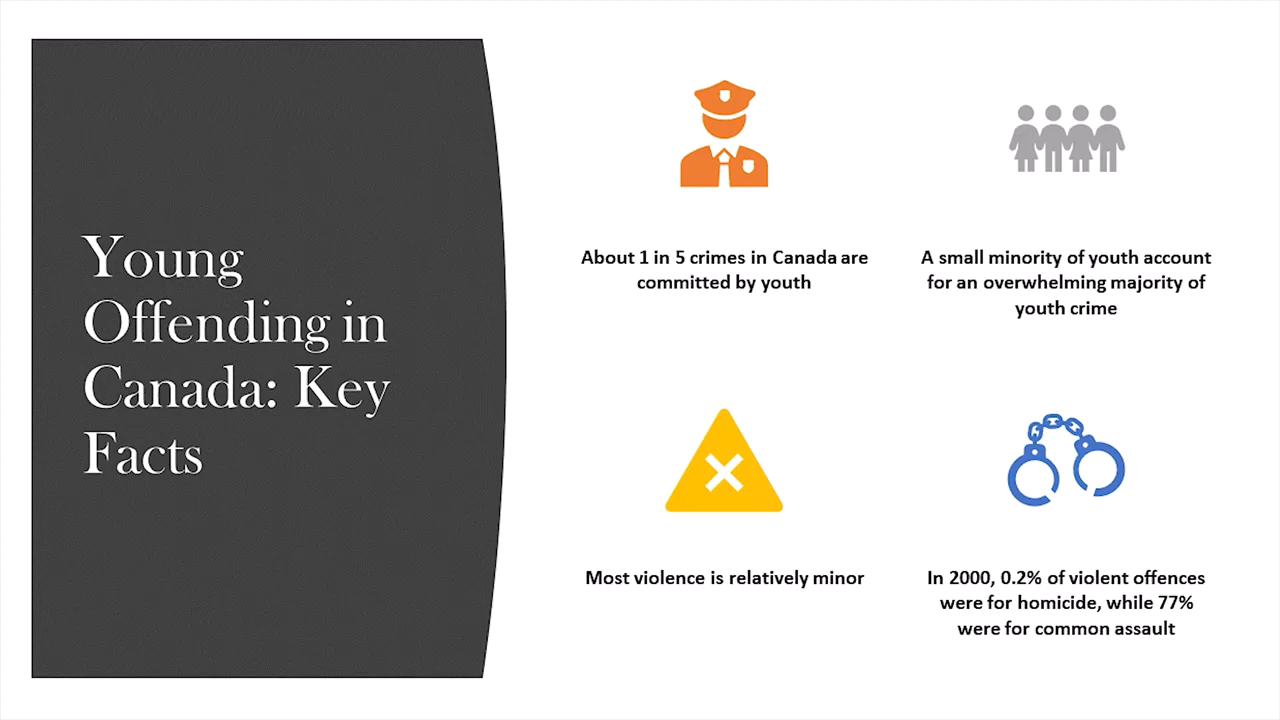 Young
Offending in
Canada: Key
Facts
About 1 in 5 crimes in Canada are
committed by youth
A small minority of youth account
for an overwhelming majority of
youth crime
Most violence is relatively minor
In 2000, 0.2% of violent offences
were for homicide, while 77%
were for common assault